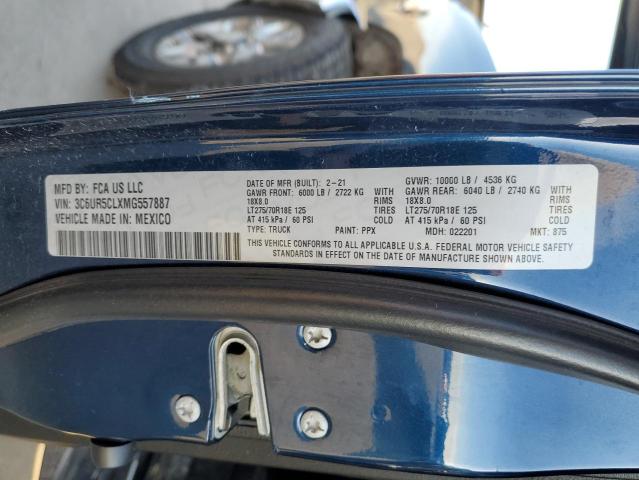 MFD BY: FCA US LLC
VIN: 3C6UR5CLXMG557887
VEHICLE MADE IN: MEXICO
DATE OF MFR (BUILT): 2-21 GVWR: 10000 LB / 4536 KG
GAWR FRONT: 6000 LB / 2722 KG GAWR REAR: 6040 LB / 2740 KG
18X8.0 RIMS 18X8.0 RIMS
LT275/70R18E 125 TIRES LT275/70R18E 125 TIRES
AT 415 kPa / 60 PSI COLD AT 415 kPa / 60 PSI COLD
TYPE: TRUCK PAINT: PPX MDH: 022201 MKT: 875
THIS VEHICLE CONFORMS TO ALL APPLICABLE U.S.A. FEDERAL MOTOR VEHICLE SAFETY
STANDARDS IN EFFECT ON THE DATE OF MANUFACTURE SHOWN ABOVE.